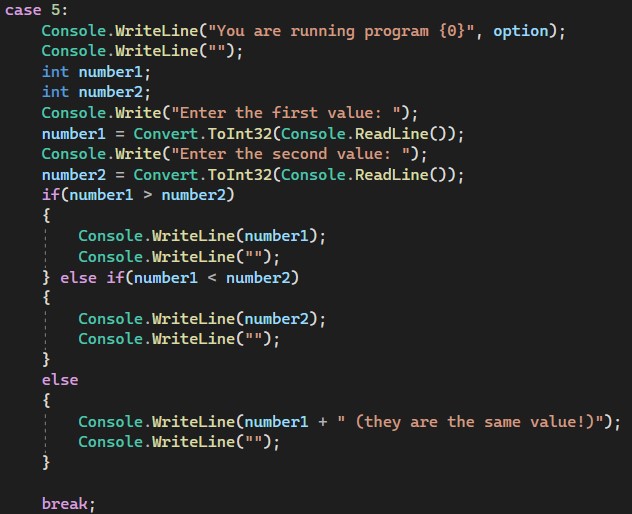 case 5:
    Console.WriteLine("You are running program {0}", option);
    Console.WriteLine("");
    int number1;
    int number2;
    Console.Write("Enter the first value: ");
    number1 = Convert.ToInt32(Console.ReadLine());
    Console.Write("Enter the second value: ");
    number2 = Convert.ToInt32(Console.ReadLine());
    if(number1 > number2)
    {
        Console.WriteLine(number1);
        Console.WriteLine("");
    } else if(number1 < number2)
    {
        Console.WriteLine(number2);
        Console.WriteLine("");
    }
    else
    {
        Console.WriteLine(number1 + " (they are the same value!)");
        Console.WriteLine("");
    }

    break;